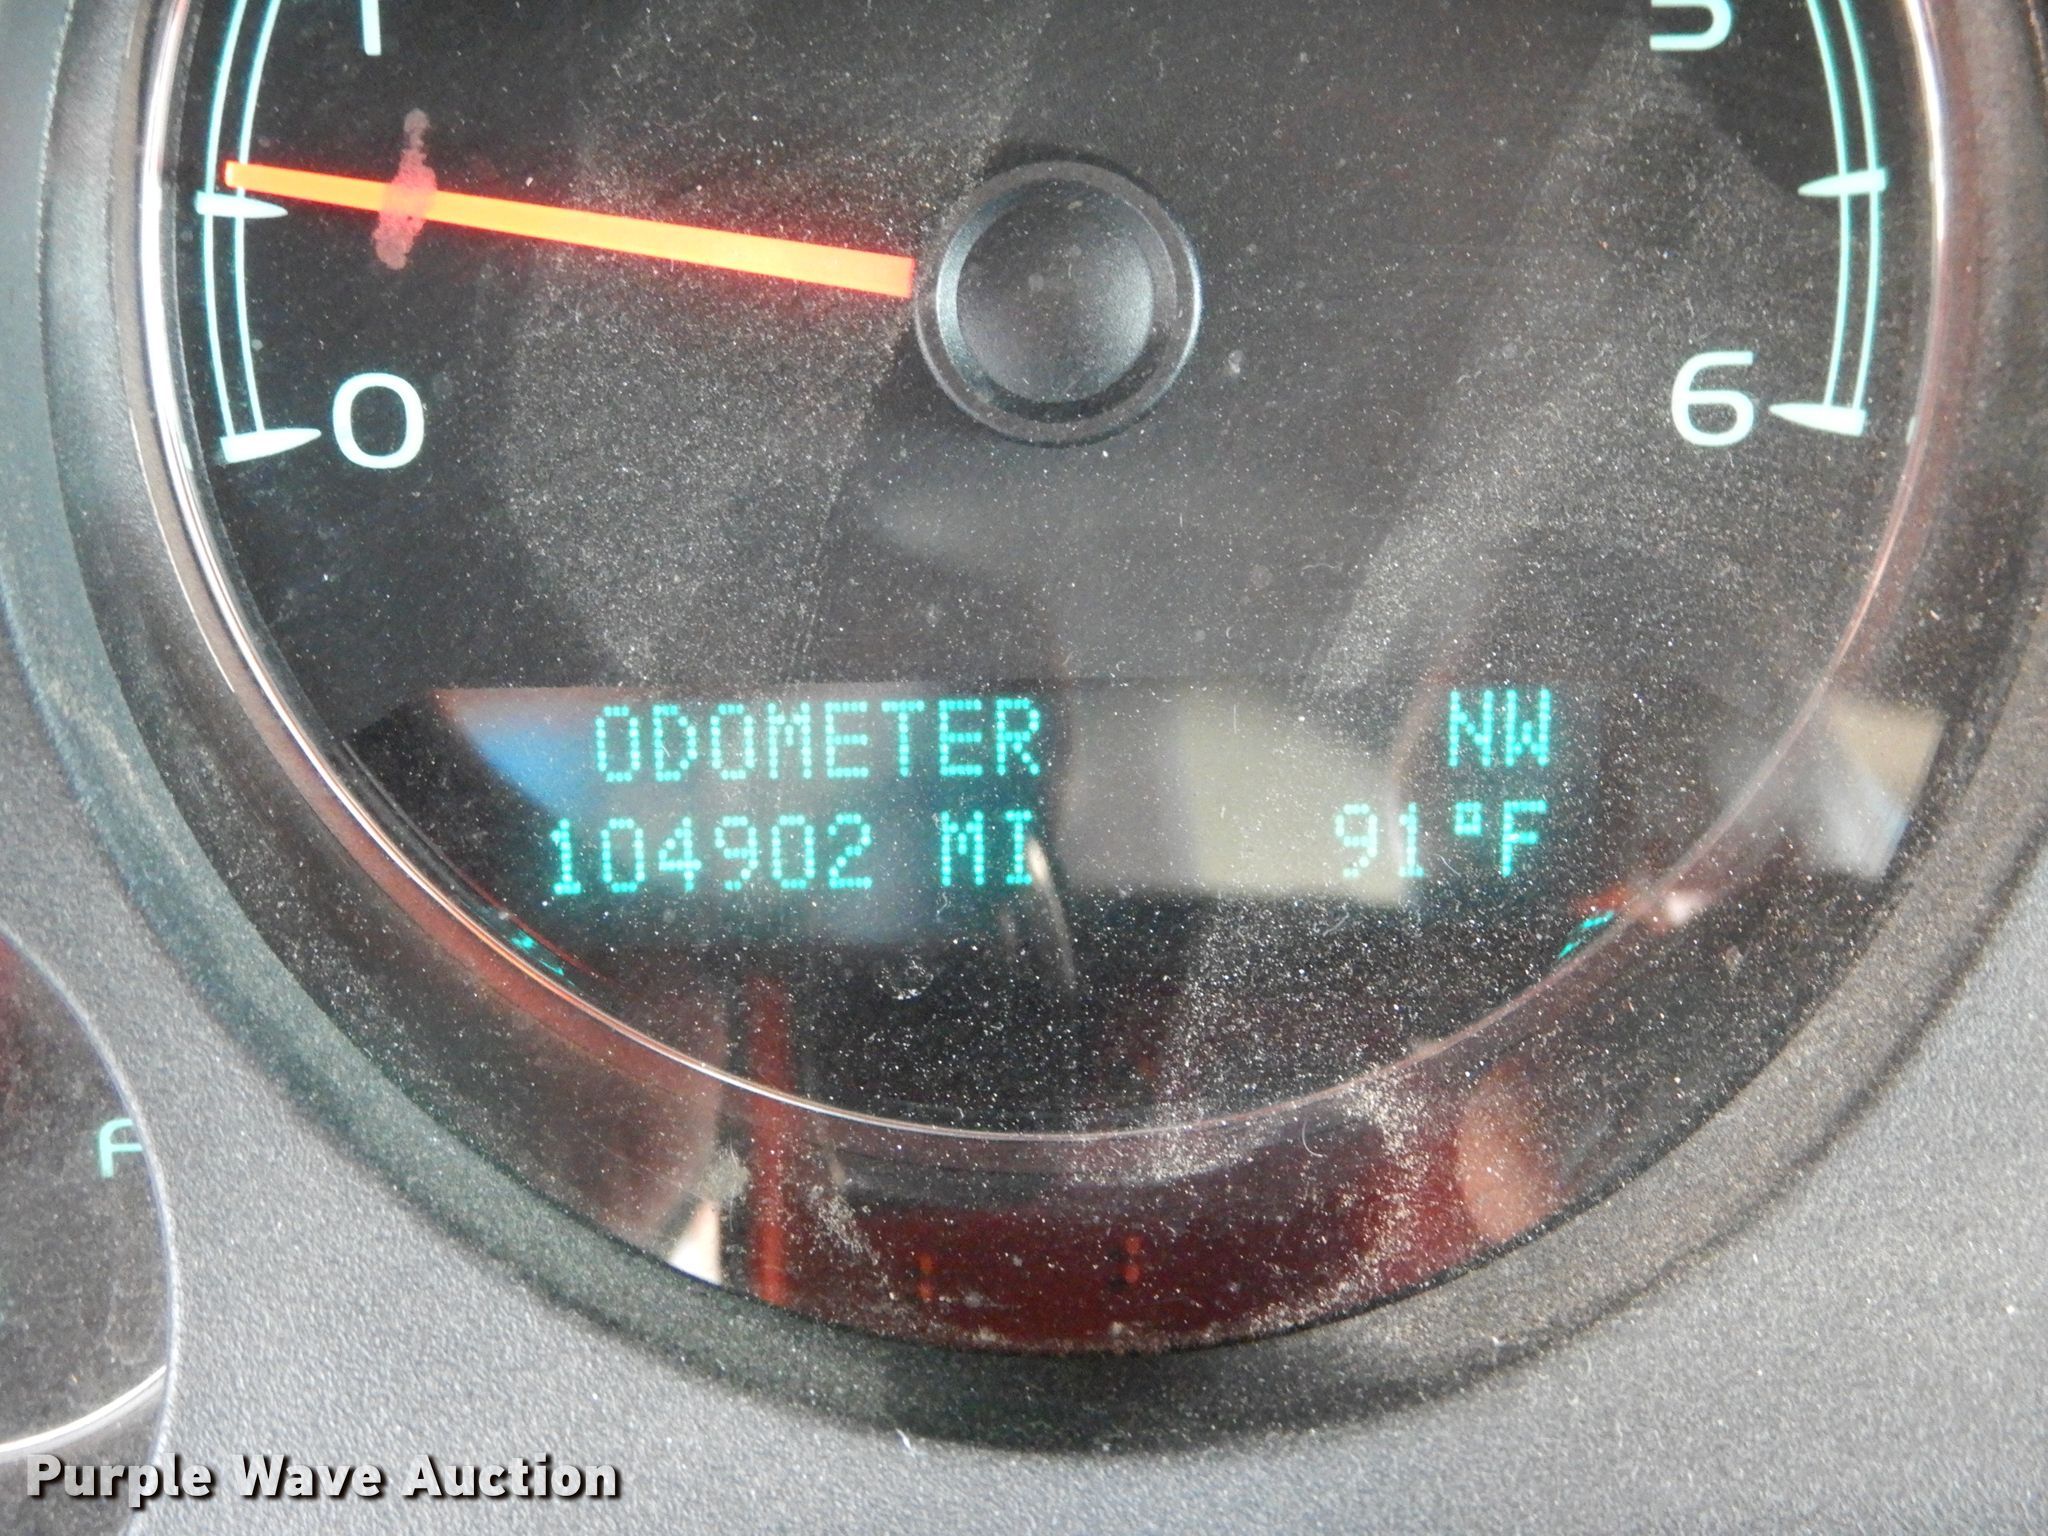 1
5
0
6
ODOMETER NW
104902 MI 91°F
Purple Wave Auction